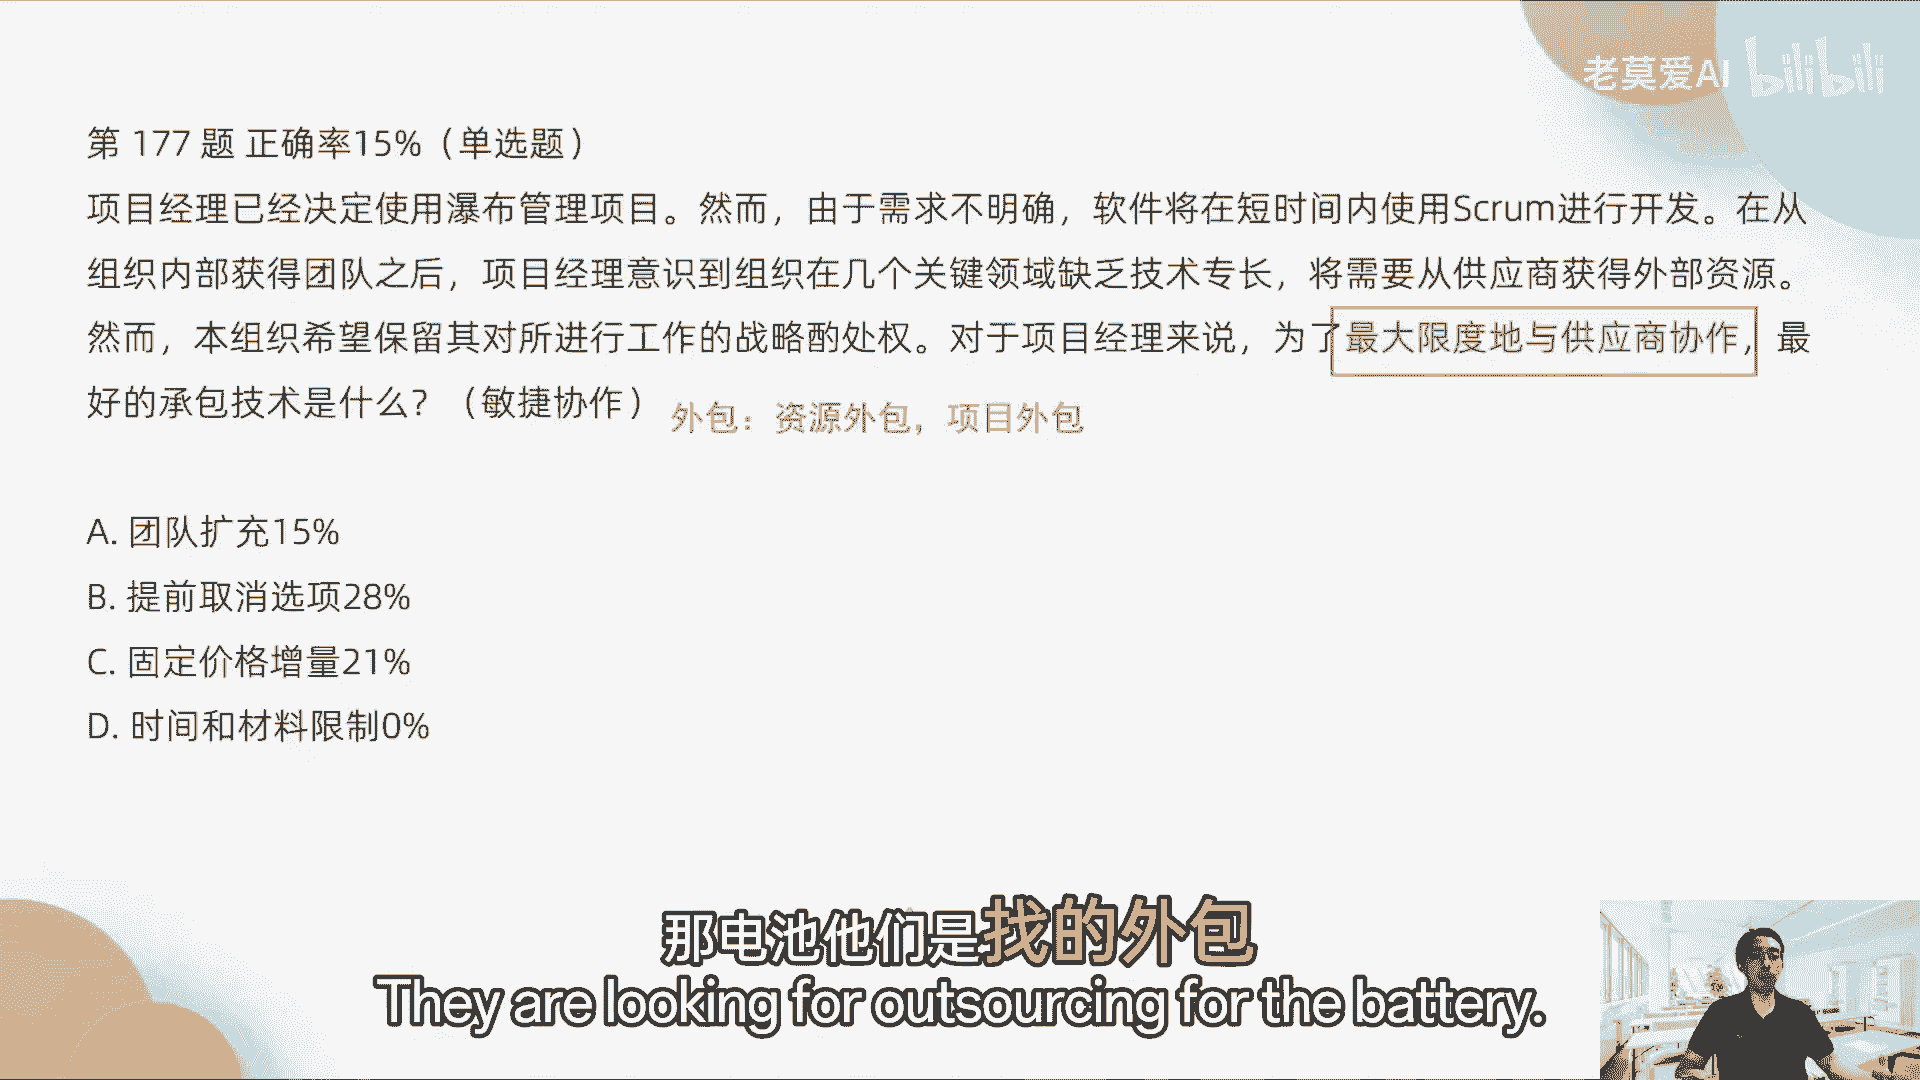 老莫爱AI bilibili
第 177 题 正确率15%（单选题）
项目经理已经决定使用瀑布管理项目。然而，由于需求不明确，软件将在短时间内使用Scrum进行开发。在从
组织内部获得团队之后，项目经理意识到组织在几个关键领域缺乏技术专长，将需要从供应商获得外部资源。
然而，本组织希望保留其对所进行工作的战略酌处权。对于项目经理来说，为了最大限度地与供应商协作，最
好的承包技术是什么？（敏捷协作）
外包：资源外包，项目外包
A. 团队扩充15%
B. 提前取消选项28%
C. 固定价格增量21%
D. 时间和材料限制0%
那电池他们是找的外包
They are looking for outsourcing for the battery.